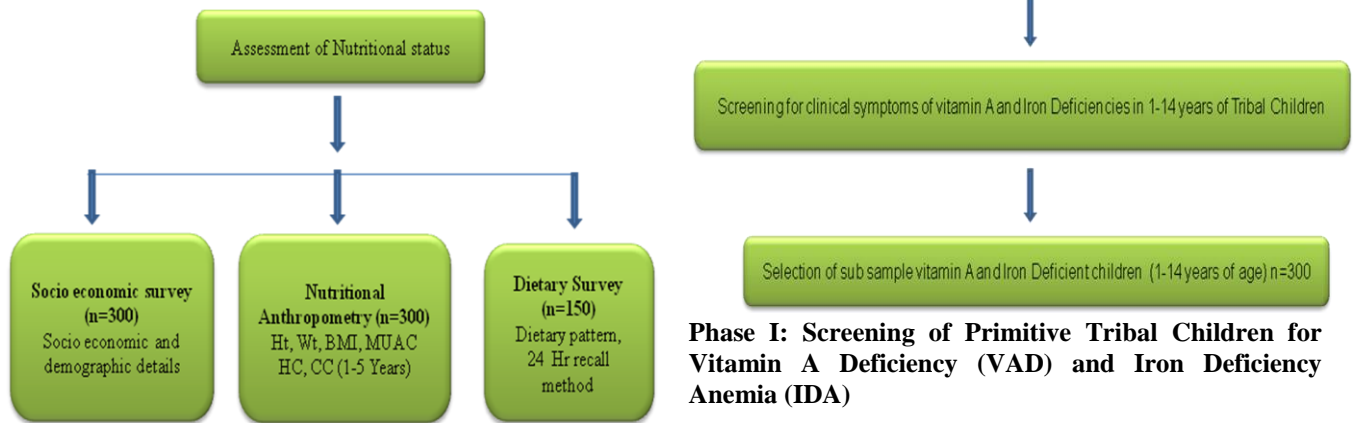 Assessment of Nutritional status
Socio economic survey
(n=300)
Socio economic and
demographic details
Nutritional
Anthropometry (n=300)
Ht, Wt, BMI, MUAC
HC, CC (1-5 Years)
Dietary Survey
(n=150)
Dietary pattern,
24 Hr recall
method
Screening for clinical symptoms of vitamin A and Iron Deficiencies in 1-14 years of Tribal Children
Selection of sub sample vitamin A and Iron Deficient children (1-14 years of age) n=300
Phase I: Screening of Primitive Tribal Children for
Vitamin A Deficiency (VAD) and Iron Deficiency
Anemia (IDA)